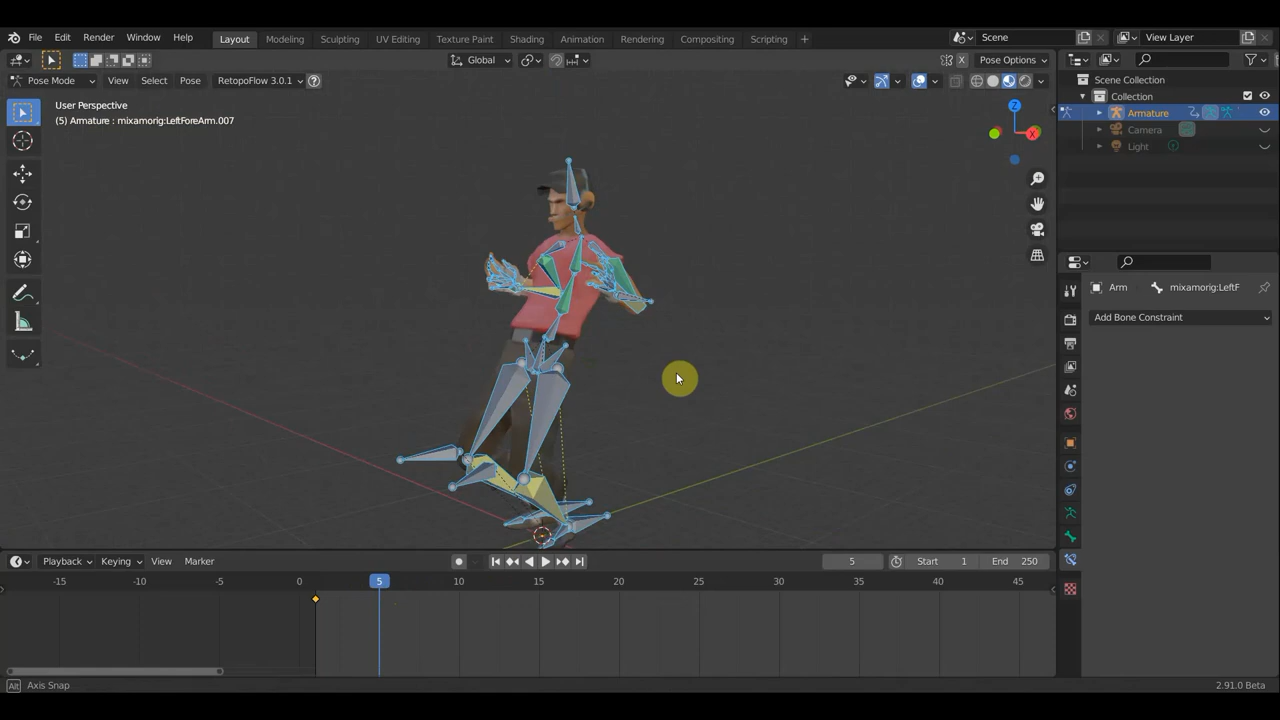 File Edit Render Window Help Layout Modeling Sculpting UV Editing Texture Paint Shading Animation Rendering Compositing Scripting + Scene View Layer
Global X Pose Options
Pose Mode View Select Pose RetopoFlow 3.0.1 ?
Scene Collection
Collection
Armature
Camera
Light
User Perspective
(5) Armature : mixamorig:LeftForeArm.007
Z
X
Arm mixamorig:LeftF
Add Bone Constraint
Playback Keying View Marker 5 Start 1 End 250
-15 -10 -5 0 5 10 15 20 25 30 35 40 45
Alt Axis Snap 2.91.0 Beta